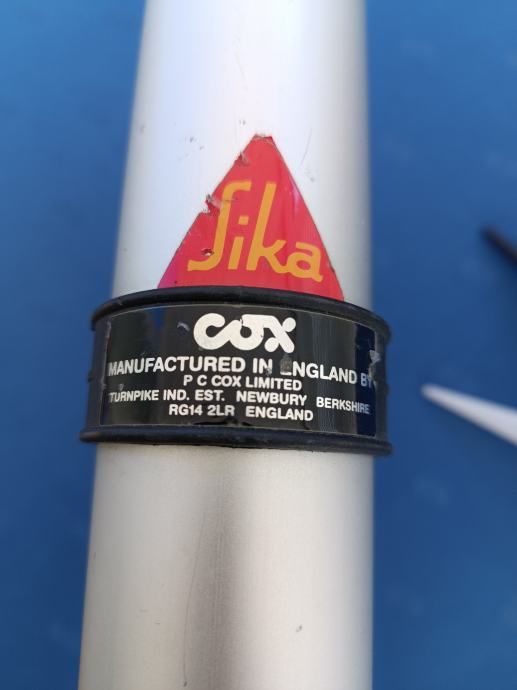 Sika
COX
MANUFACTURED IN ENGLAND BY
P C COX LIMITED
TURNPIKE IND. EST. NEWBURY BERKSHIRE
RG14 2LR ENGLAND